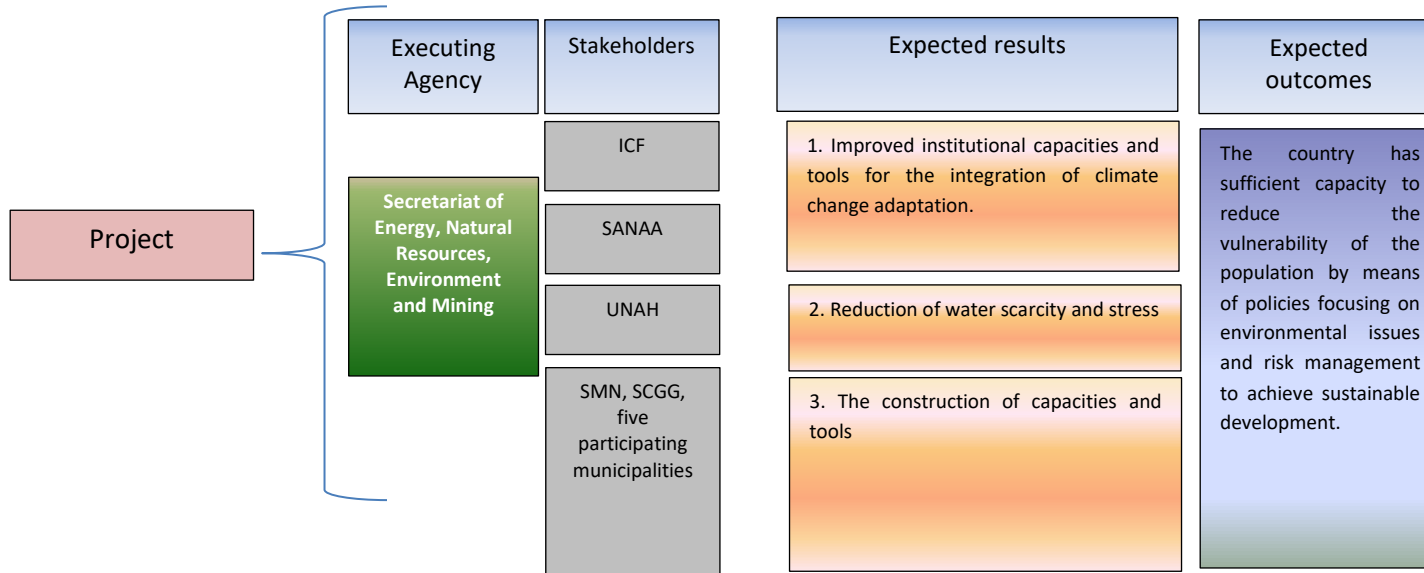 Project
Executing
Agency
Secretariat of
Energy, Natural
Resources,
Environment
and Mining
Stakeholders
ICF
SANAA
UNAH
SMN, SCGG,
five
participating
municipalities
Expected results
1. Improved institutional capacities and
tools for the integration of climate
change adaptation.
2. Reduction of water scarcity and stress
3. The construction of capacities and
tools
Expected
outcomes
The country has
sufficient capacity to
reduce the
vulnerability of the
population by means
of policies focusing on
environmental issues
and risk management
to achieve sustainable
development.